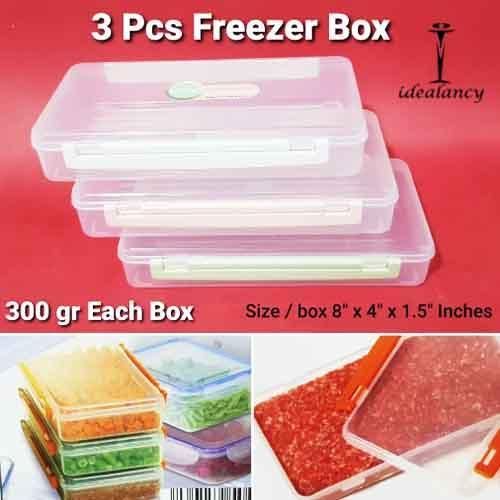 3 Pcs Freezer Box
idealancy
300 gr Each Box
Size / box 8" x 4" x 1.5" Inches